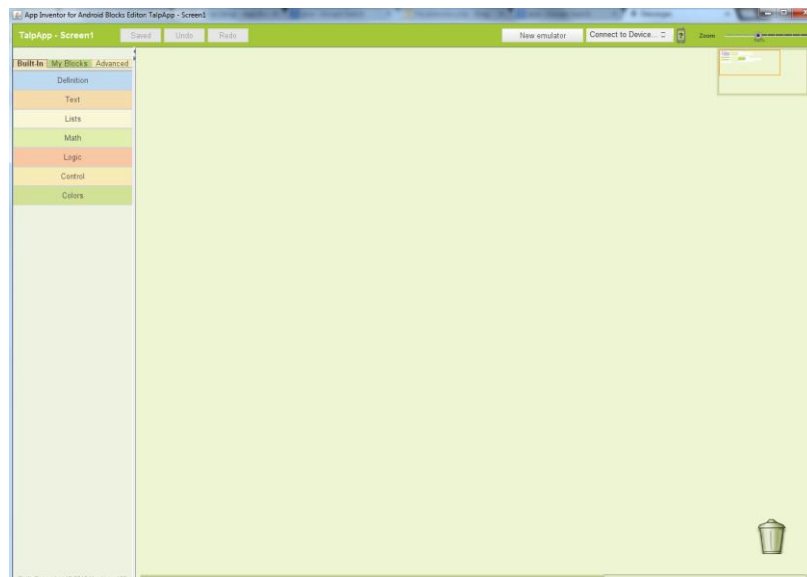 App Inventor for Android Blocks Editor: TalpApp - Screen1
TalpApp - Screen1 Saved Undo Redo New emulator Connect to Device... Zoom
Built-In My Blocks Advanced
Definition
Text
Lists
Math
Logic
Control
Colors